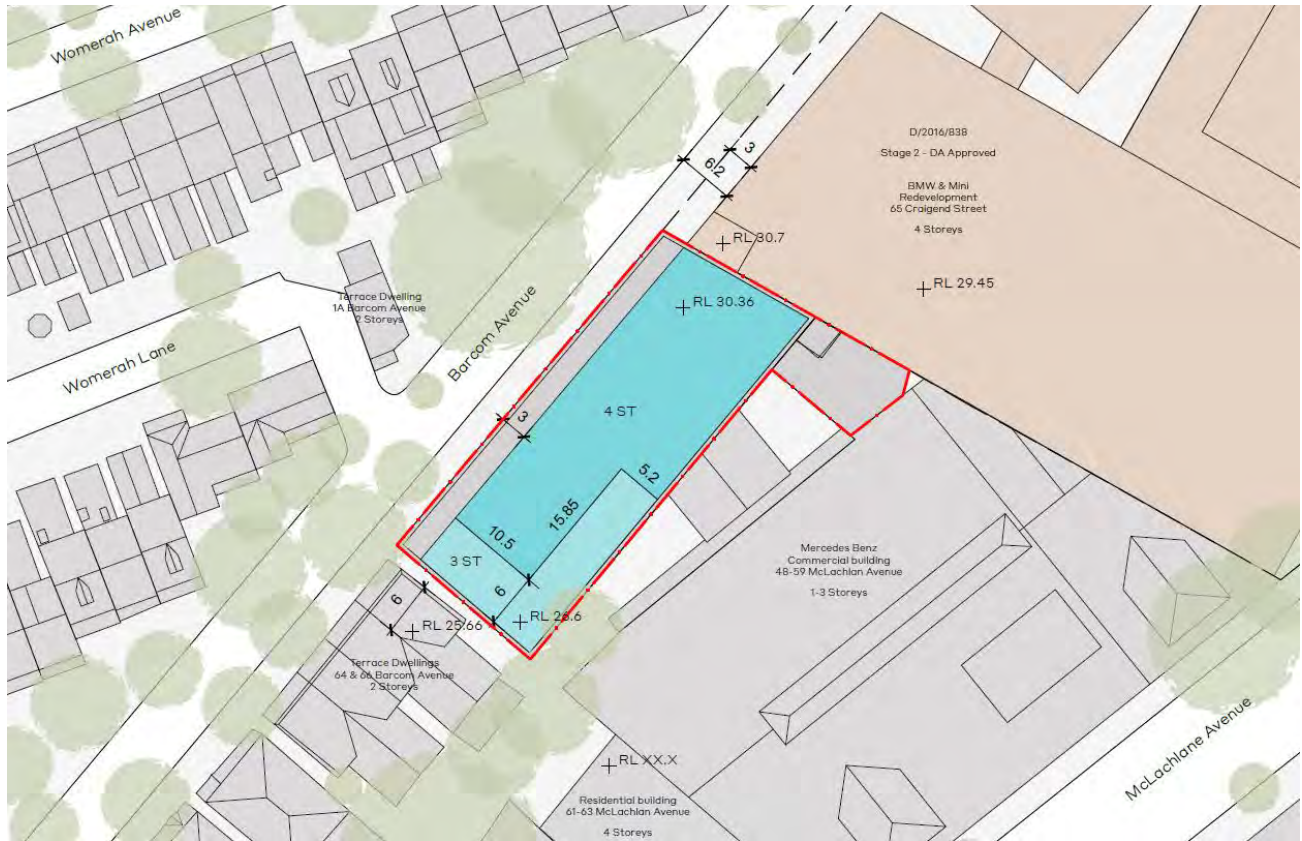 Womerah Avenue
D/2016/838
Stage 2 - DA Approved
BMW & Mini
Redevelopment
65 Craigend Street
4 Storeys
3
6.2
RL 30.7
RL 29.45
RL 30.36
Terrace Dwelling
1A Barcom Avenue
2 Storeys
Barcom Avenue
Womerah Lane
3
4 ST
5.2
15.85
10.5
3 ST
6
6
RL 26.6
RL 25.66
Terrace Dwellings
64 & 66 Barcom Avenue
2 Storeys
Mercedes Benz
Commercial building
48-59 McLachlan Avenue
1-3 Storeys
McLachlane Avenue
RL XX.X
Residential building
61-63 McLachlan Avenue
4 Storeys